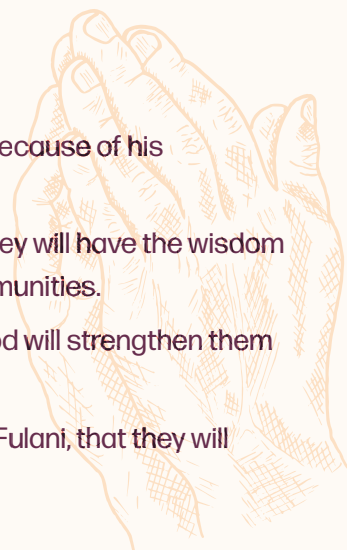 ecause of his
ey will have the wisdom
munities.
od will strengthen them
Fulani, that they will